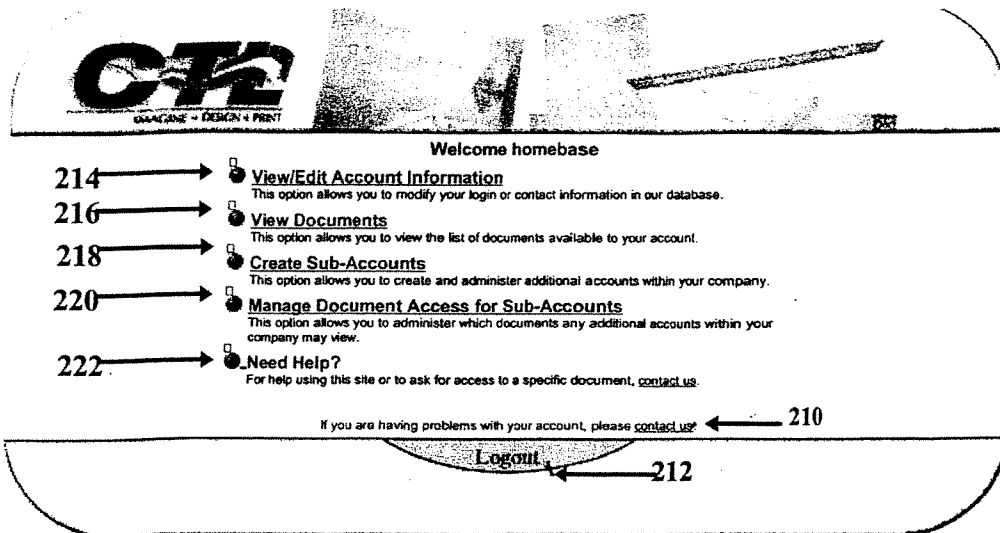 CTL
IMAGINE + DESIGN + PRINT
Welcome homebase
214 View/Edit Account Information
This option allows you to modify your login or contact information in our database.
216 View Documents
This option allows you to view the list of documents available to your account.
218 Create Sub-Accounts
This option allows you to create and administer additional accounts within your company.
220 Manage Document Access for Sub-Accounts
This option allows you to administer which documents any additional accounts within your
company may view.
222 Need Help?
For help using this site or to ask for access to a specific document, contact us.
If you are having problems with your account, please contact us! 210
Logout 212